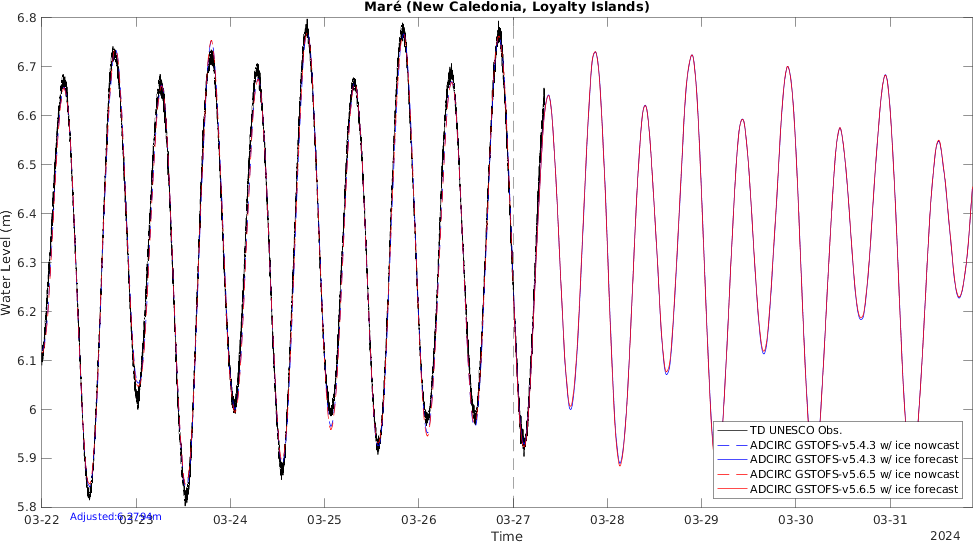 Maré (New Caledonia, Loyalty Islands)
6.8
6.7
6.6
6.5
6.4
6.3
6.2
6.1
6
5.9
5.8
Water Level (m)
TD UNESCO Obs.
ADCIRC GSTOFS-v5.4.3 w/ ice nowcast
ADCIRC GSTOFS-v5.4.3 w/ ice forecast
ADCIRC GSTOFS-v5.6.5 w/ ice nowcast
ADCIRC GSTOFS-v5.6.5 w/ ice forecast
03-22 03-23 03-24 03-25 03-26 03-27 03-28 03-29 03-30 03-31
Adjusted:6.2794m
Time
2024